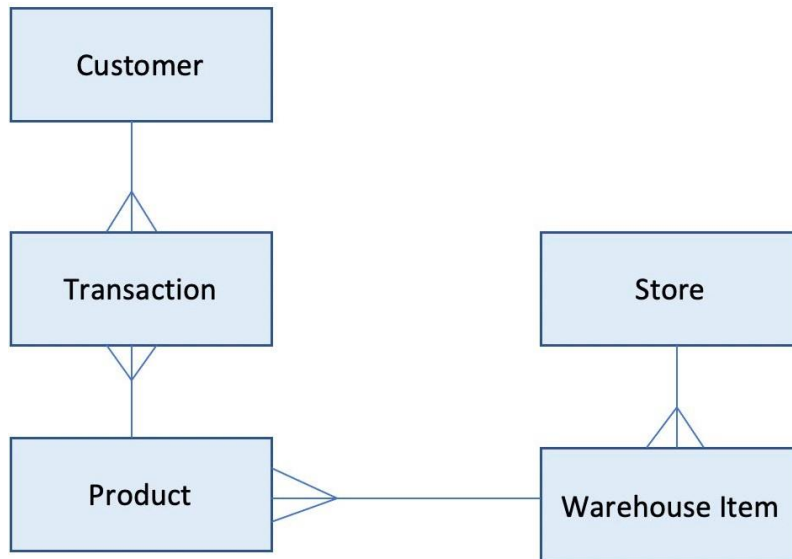 Customer
Transaction
Store
Product
Warehouse Item